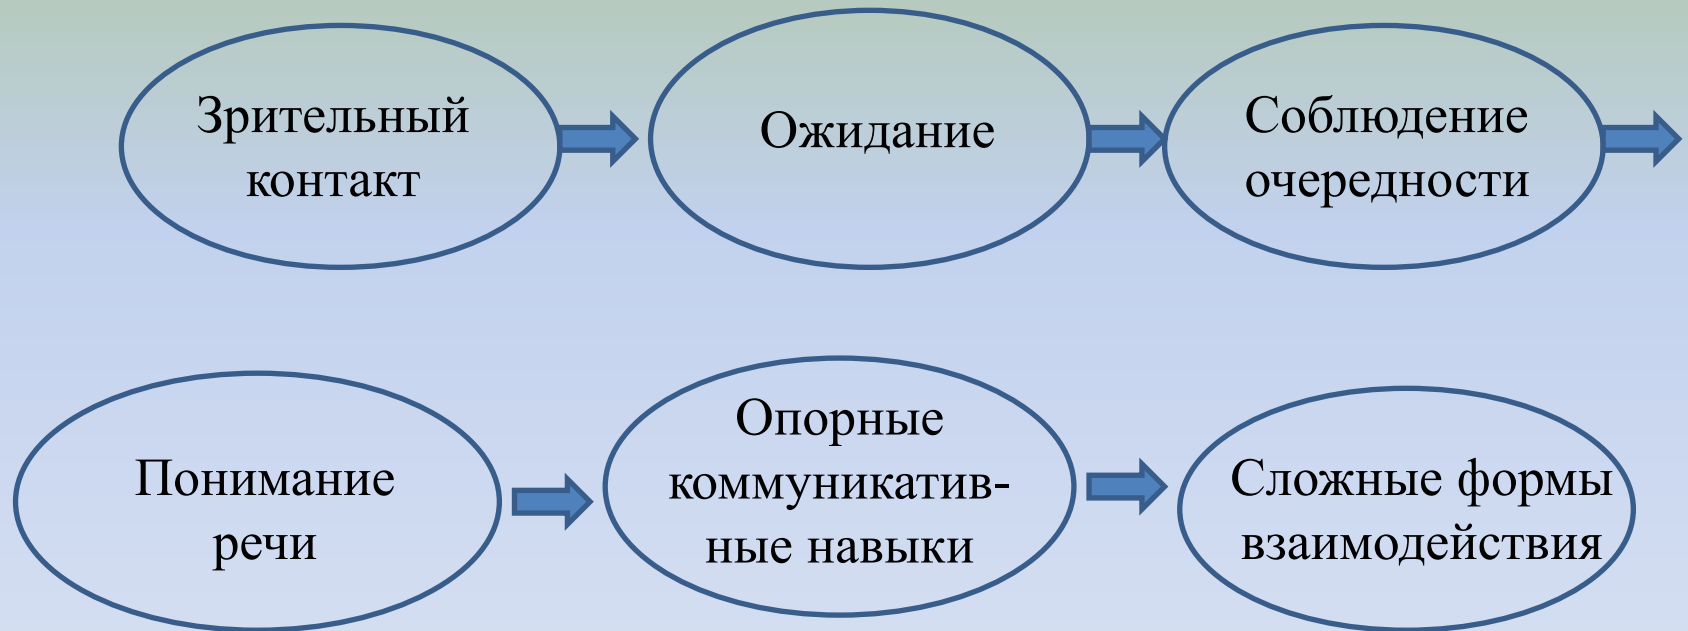 Зрительный
контакт
Ожидание
Соблюдение
очередности
Понимание
речи
Опорные
коммуникатив-
ные навыки
Сложные формы
взаимодействия